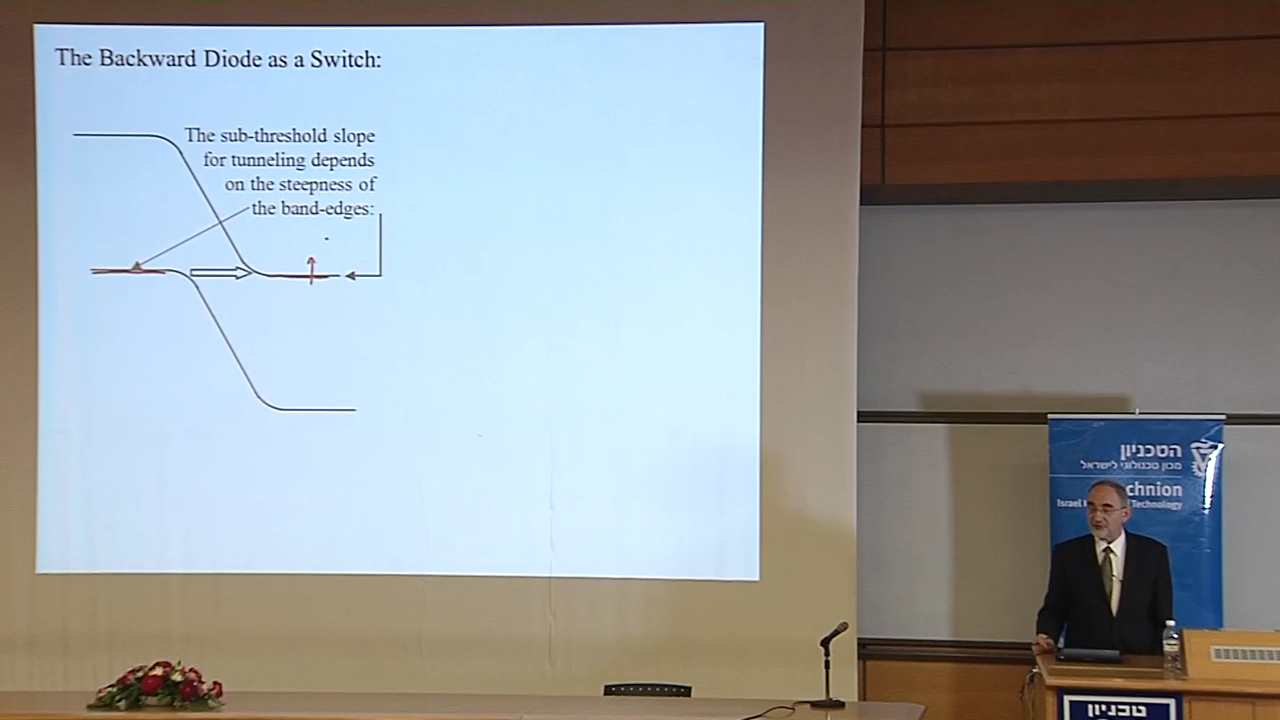 The Backward Diode as a Switch:
The sub-threshold slope
for tunneling depends
on the steepness of
the band-edges:
הטכניון
מכון טכנולוגי לישראל
chnion
Israel Technology
טכניון